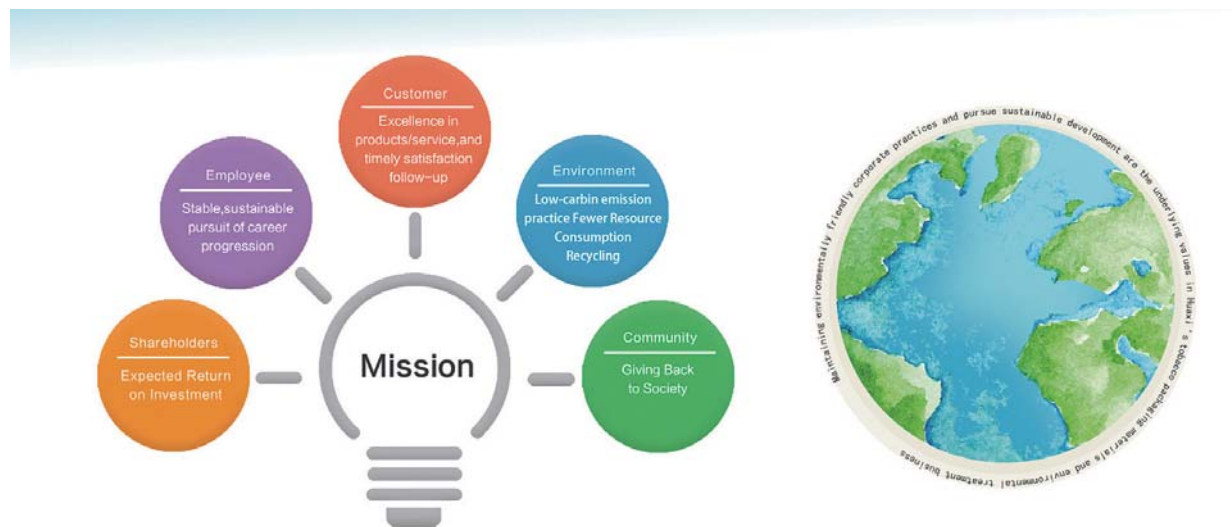 Customer
Excellence in
products/service,and
timely satisfaction
follow-up
Employee
Stable,sustainable
pursuit of career
progression
Environment
Low-carbin emission
practice Fewer Resource
Consumption
Recycling
Shareholders
Expected Return
on Investment
Mission
Community
Giving Back
to Society
Maintaining environmentally friendly corporate practices and pursue sustainable development are the underlying values in Huaxi's tobacco packaging materials and environmental treatment business